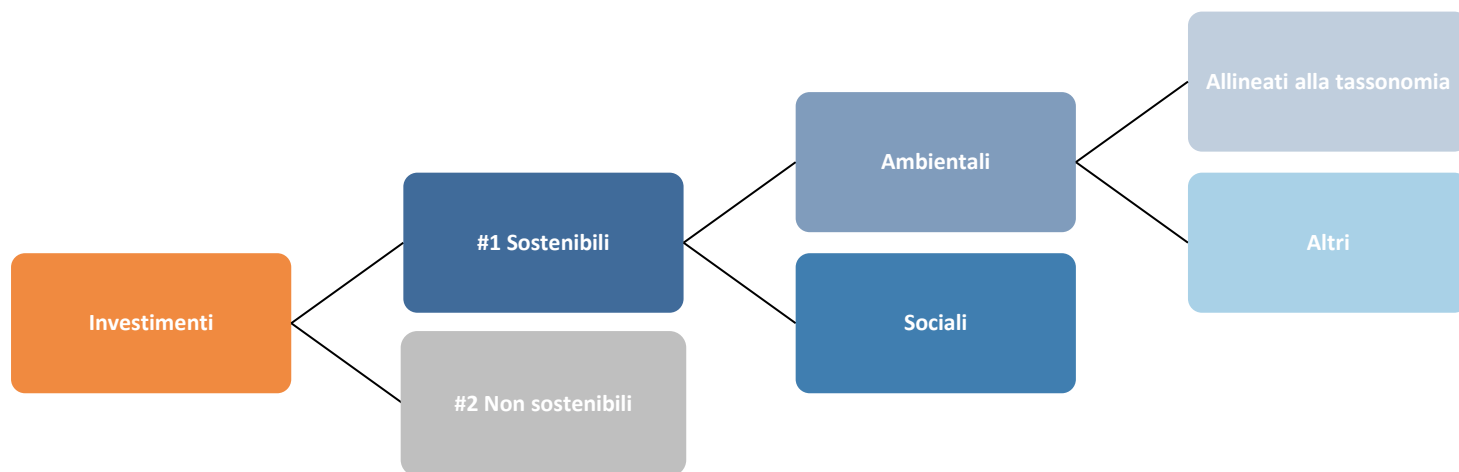 Investimenti
#1 Sostenibili
#2 Non sostenibili
Ambientali
Sociali
Allineati alla tassonomia
Altri